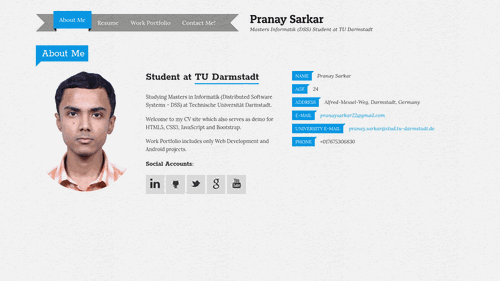 About Me
Resume
Work Portfolio
Contact Me!
Pranay Sarkar
Masters Informatik (DSS) Student at TU Darmstadt
About Me
Student at TU Darmstadt
Studying Masters in Informatik (Distributed Software
Systems - DSS) at Technische Universität Darmstadt.
Welcome to my CV site which also serves as demo for
HTML5, CSS3, JavaScript and Bootstrap.
Work Portfolio includes only Web Development and
Android projects.
Social Accounts:
NAME Pranay Sarkar
AGE 24
ADDRESS Alfred-Messel-Weg, Darmstadt, Germany
E-MAIL pranaysarkar22@gmail.com
UNIVERSITY E-MAIL pranay.sarkar@stud.tu-darmstadt.de
PHONE +017675306830